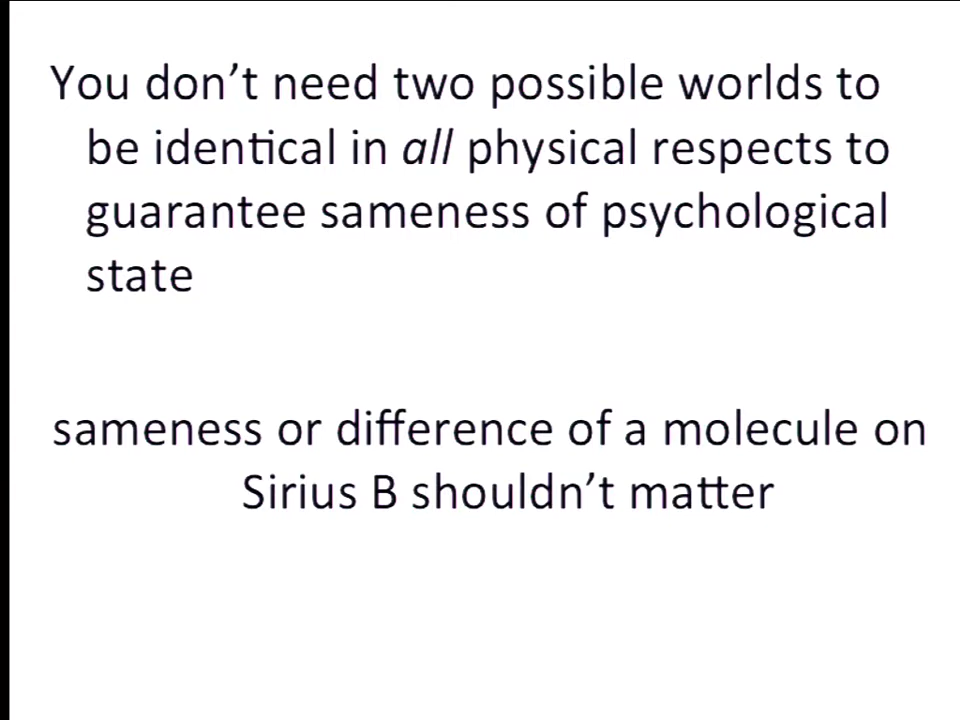 You don’t need two possible worlds to
be identical in all physical respects to
guarantee sameness of psychological
state
sameness or difference of a molecule on
Sirius B shouldn’t matter